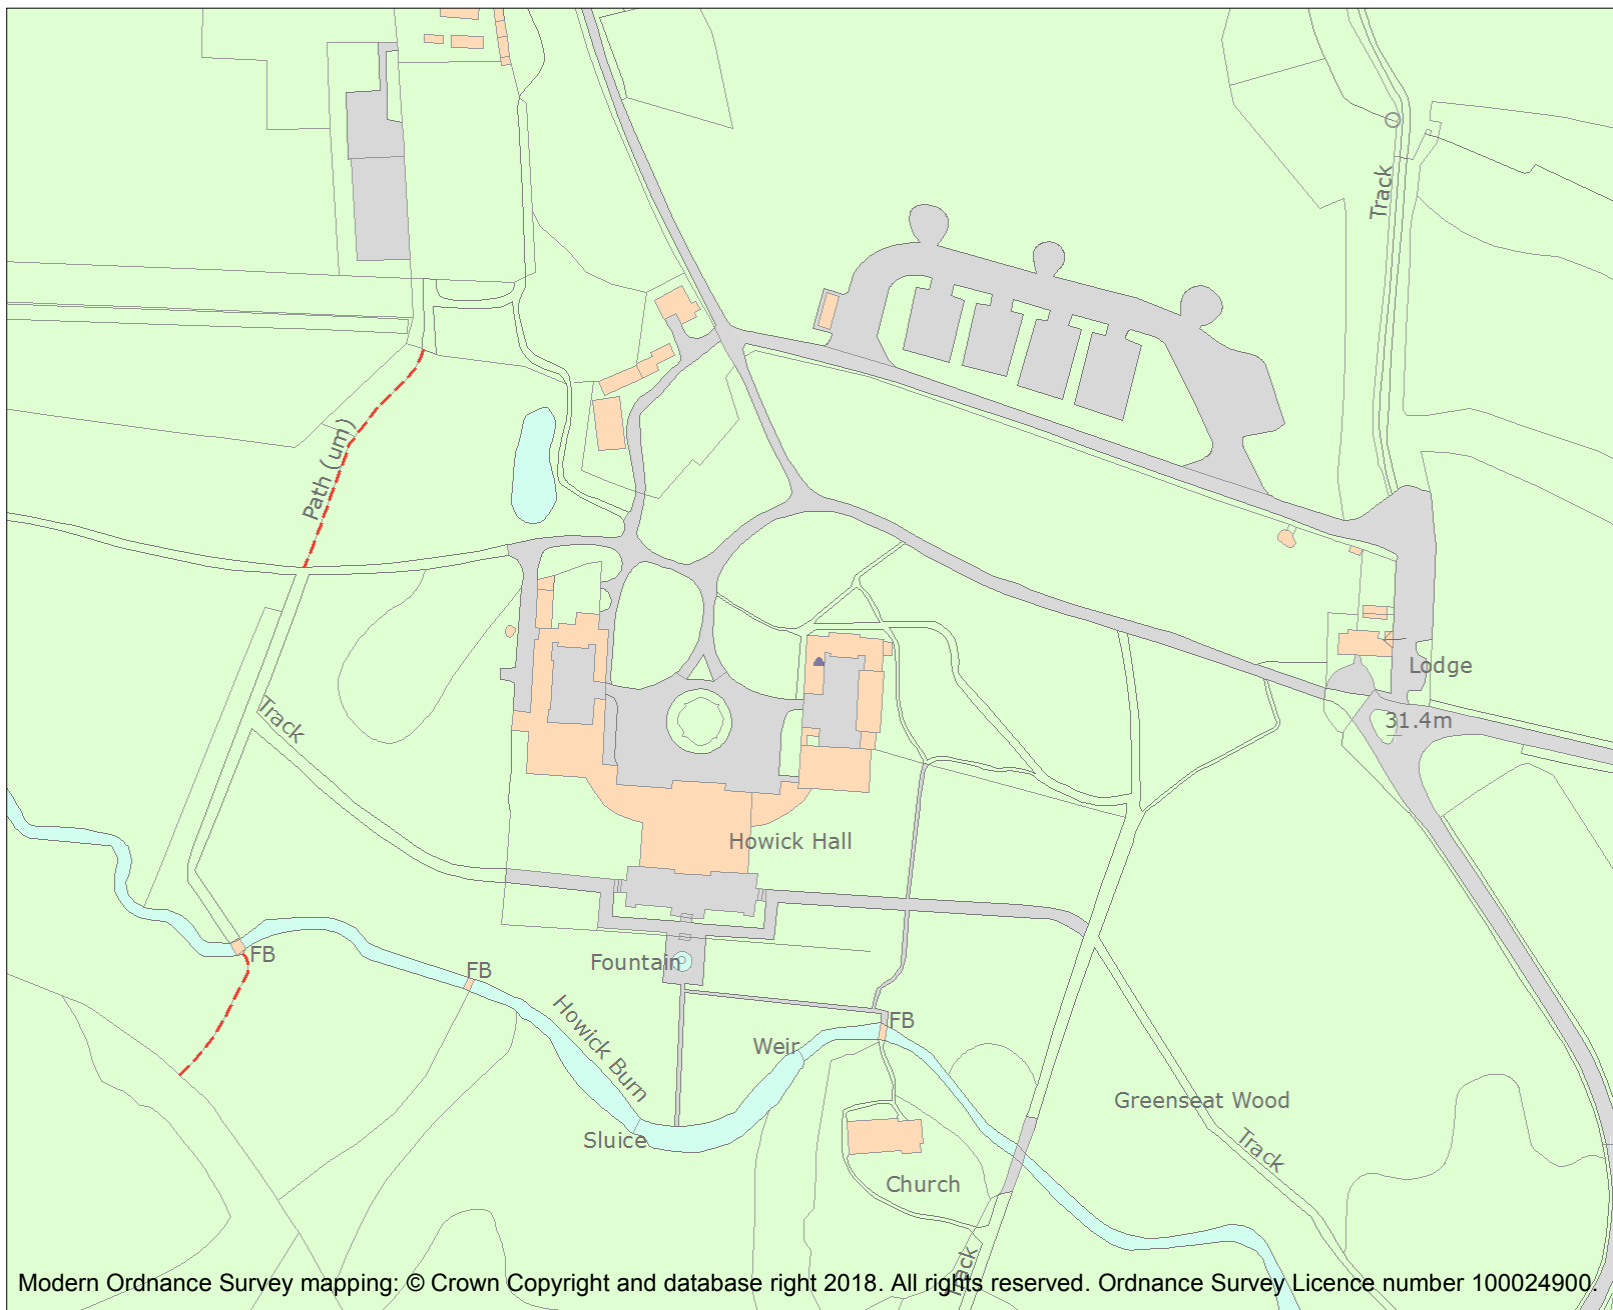 Track
Path (um)
Lodge
Track
31.4m
Howick Hall
FB
Fountain
FB
Howick Burn
FB
Weir
Greenseat Wood
Sluice
Track
Church
Track
Modern Ordnance Survey mapping: © Crown Copyright and database right 2018. All rights reserved. Ordnance Survey Licence number 100024900.